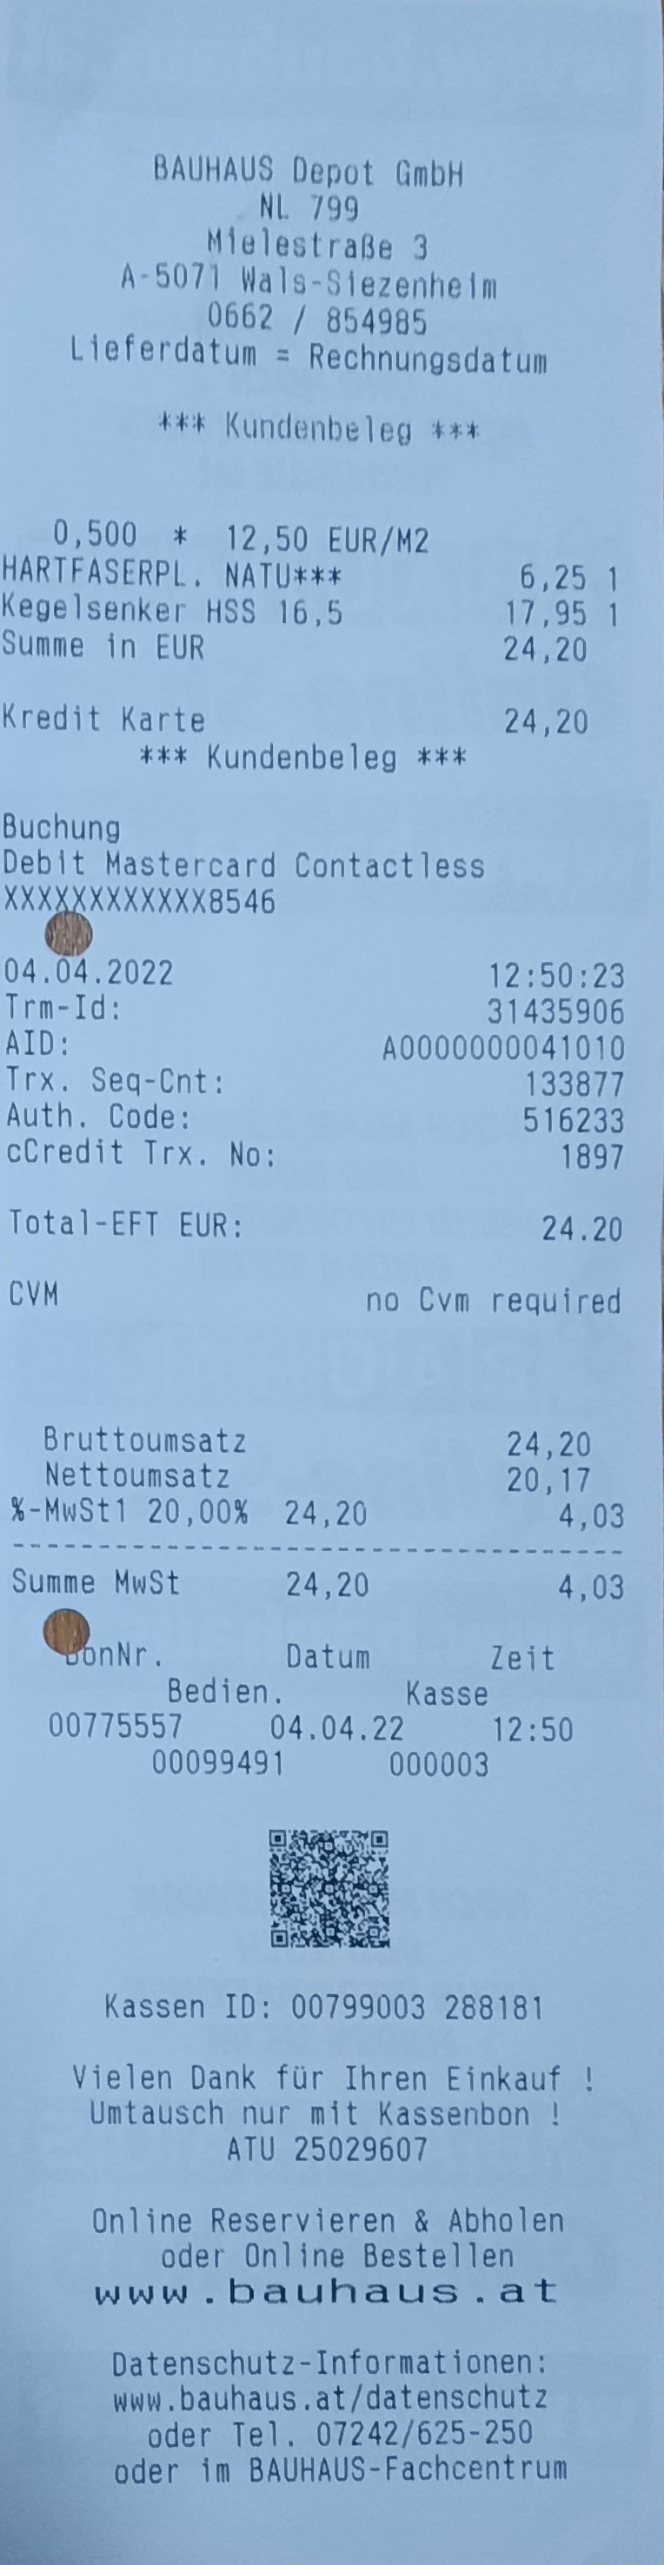 BAUHAUS Depot GmbH
NL 799
Mielestraße 3
A-5071 Wals-Siezenheim
0662 / 854985
Lieferdatum = Rechnungsdatum
*** Kundenbeleg ***
0,500 * 12,50 EUR/M2
HARTFASERPL. NATU*** 6,25 1
Kegelsenker HSS 16,5 17,95 1
Summe in EUR 24,20
Kredit Karte 24,20
*** Kundenbeleg ***
Buchung
Debit Mastercard Contactless
XXXXXXXXXXXX8546
04.04.2022 12:50:23
Trm-Id: 31435906
AID: A0000000041010
Trx. Seq-Cnt: 133877
Auth. Code: 516233
cCredit Trx. No: 1897
Total-EFT EUR: 24.20
CVM no Cvm required
Bruttoumsatz 24,20
Nettoumsatz 20,17
%-MwSt1 20,00% 24,20 4,03
Summe MwSt 24,20 4,03
BonNr. Datum Zeit
Bedien. Kasse
00775557 04.04.22 12:50
00099491 000003
Kassen ID: 00799003 288181
Vielen Dank für Ihren Einkauf !
Umtausch nur mit Kassenbon !
ATU 25029607
Online Reservieren & Abholen
oder Online Bestellen
www.bauhaus.at
Datenschutz-Informationen:
www.bauhaus.at/datenschutz
oder Tel. 07242/625-250
oder im BAUHAUS-Fachcentrum